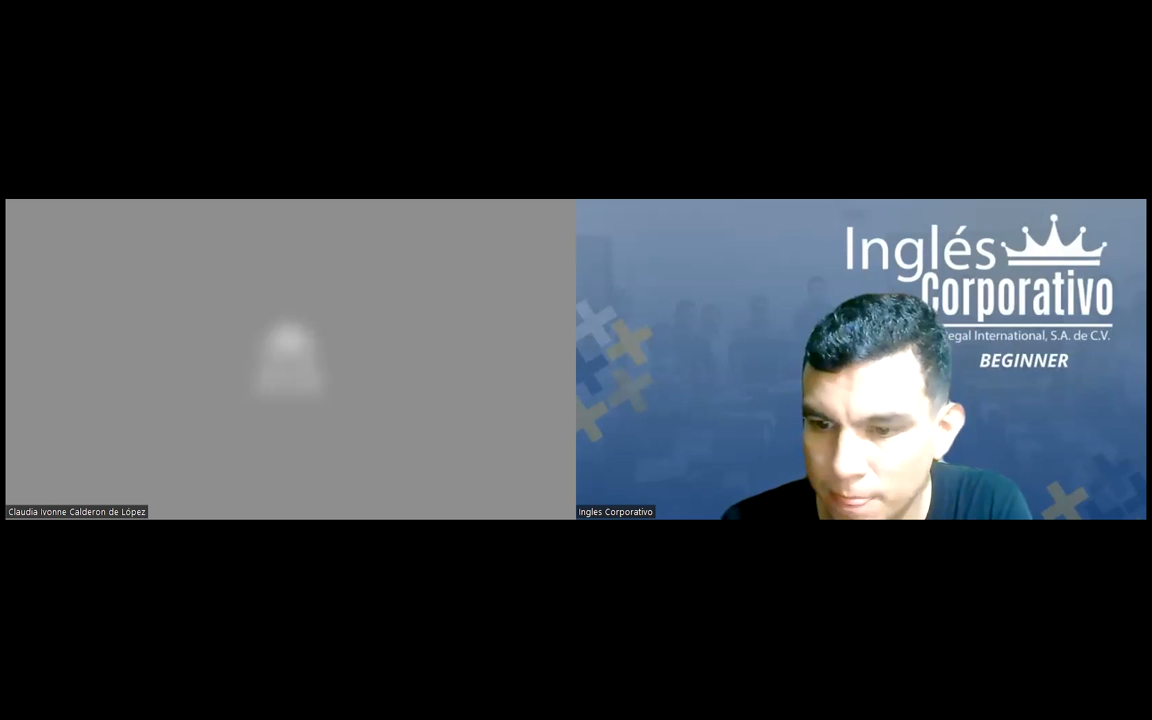 Inglés
Corporativo
egal International, S.A. de C.V.
BEGINNER
Claudia Ivonne Calderon de López
Ingles Corporativo